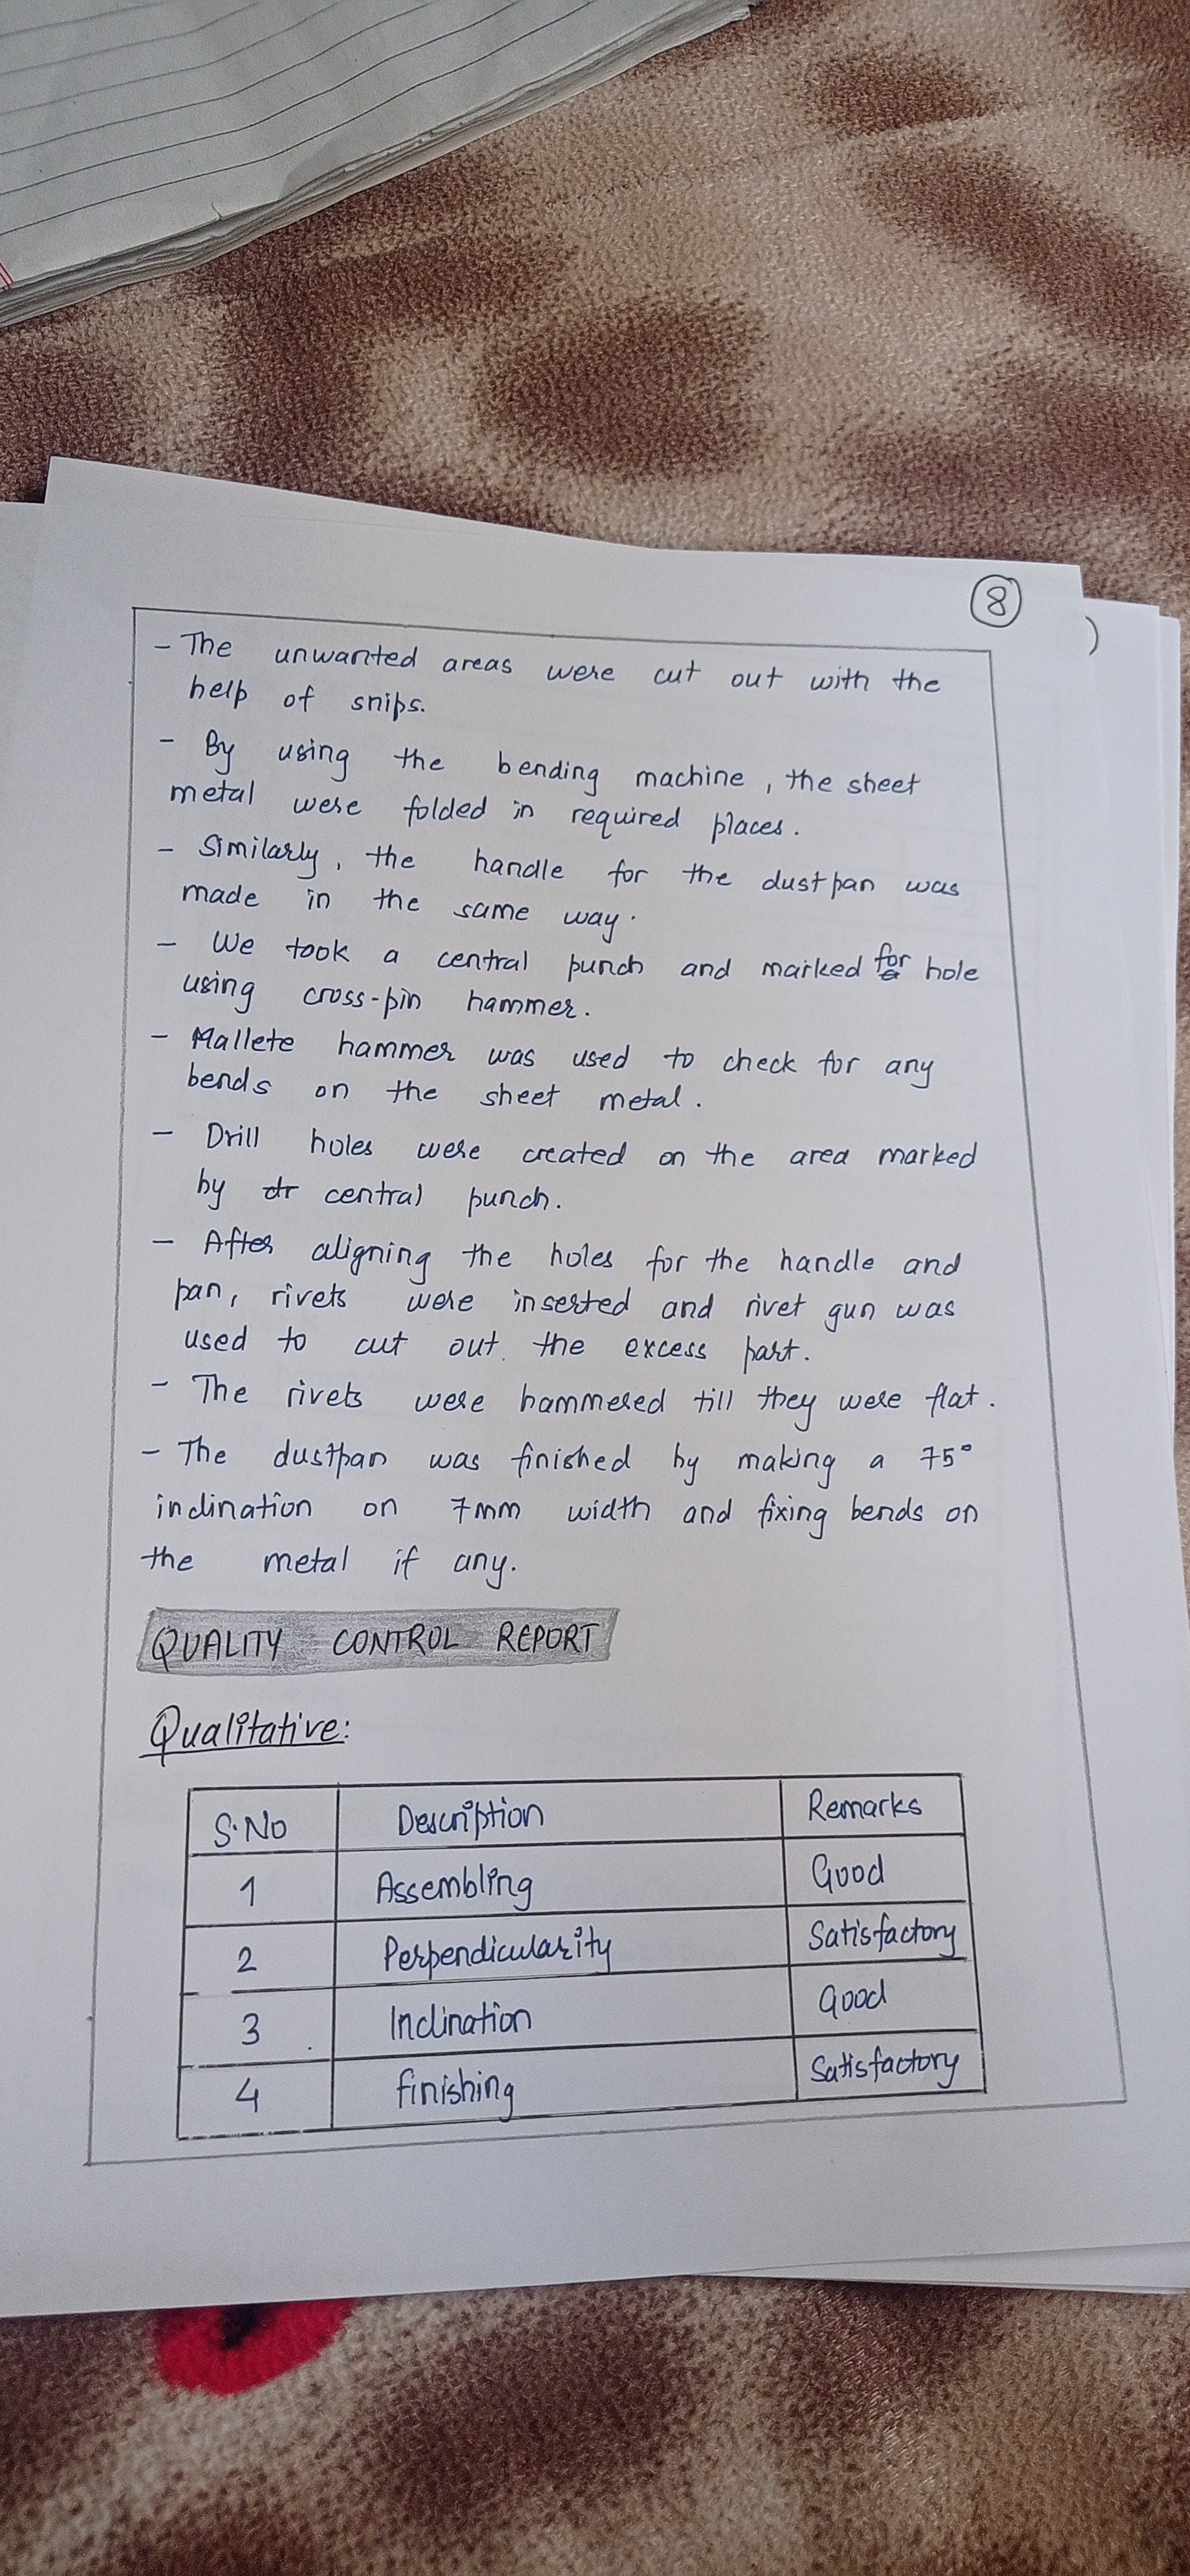 8
- The unwanted areas were cut out with the
help of snips.
- By using the bending machine, the sheet
metal were folded in required places.
- Similarly, the handle for the dustpan was
made in the same way.
- We took a central punch and marked for hole
using cross-pin hammer.
- Mallete hammer was used to check for any
bends on the sheet metal.
- Drill holes were created on the area marked
by dr central punch.
- After aligning the holes for the handle and
pan, rivets were inserted and rivet gun was
used to cut out the excess part.
- The rivets were hammered till they were flat.
- The dustpan was finished by making a 75°
inclination on 7mm width and fixing bends on
the metal if any.
QUALITY CONTROL REPORT
Qualitative:
S.No Description Remarks
1 Assembling Good
2 Perpendicularity Satisfactory
3 Inclination Good
4 finishing Satisfactory